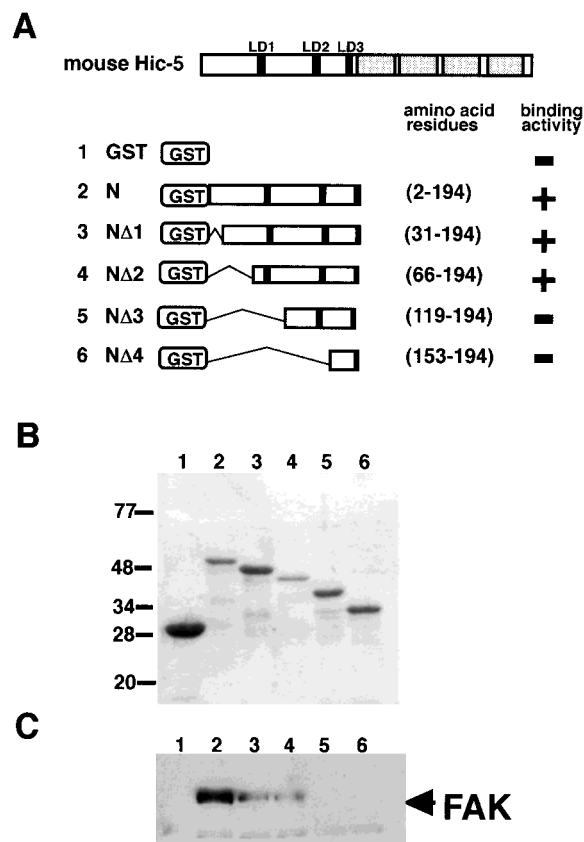 A
LD1 LD2 LD3
mouse Hic-5
amino acid residues
binding activity
1 GST GST −
2 N GST (2-194) +
3 NΔ1 GST (31-194) +
4 NΔ2 GST (66-194) +
5 NΔ3 GST (119-194) −
6 NΔ4 GST (153-194) −
B
1 2 3 4 5 6
77
48
34
28
20
C
1 2 3 4 5 6
FAK